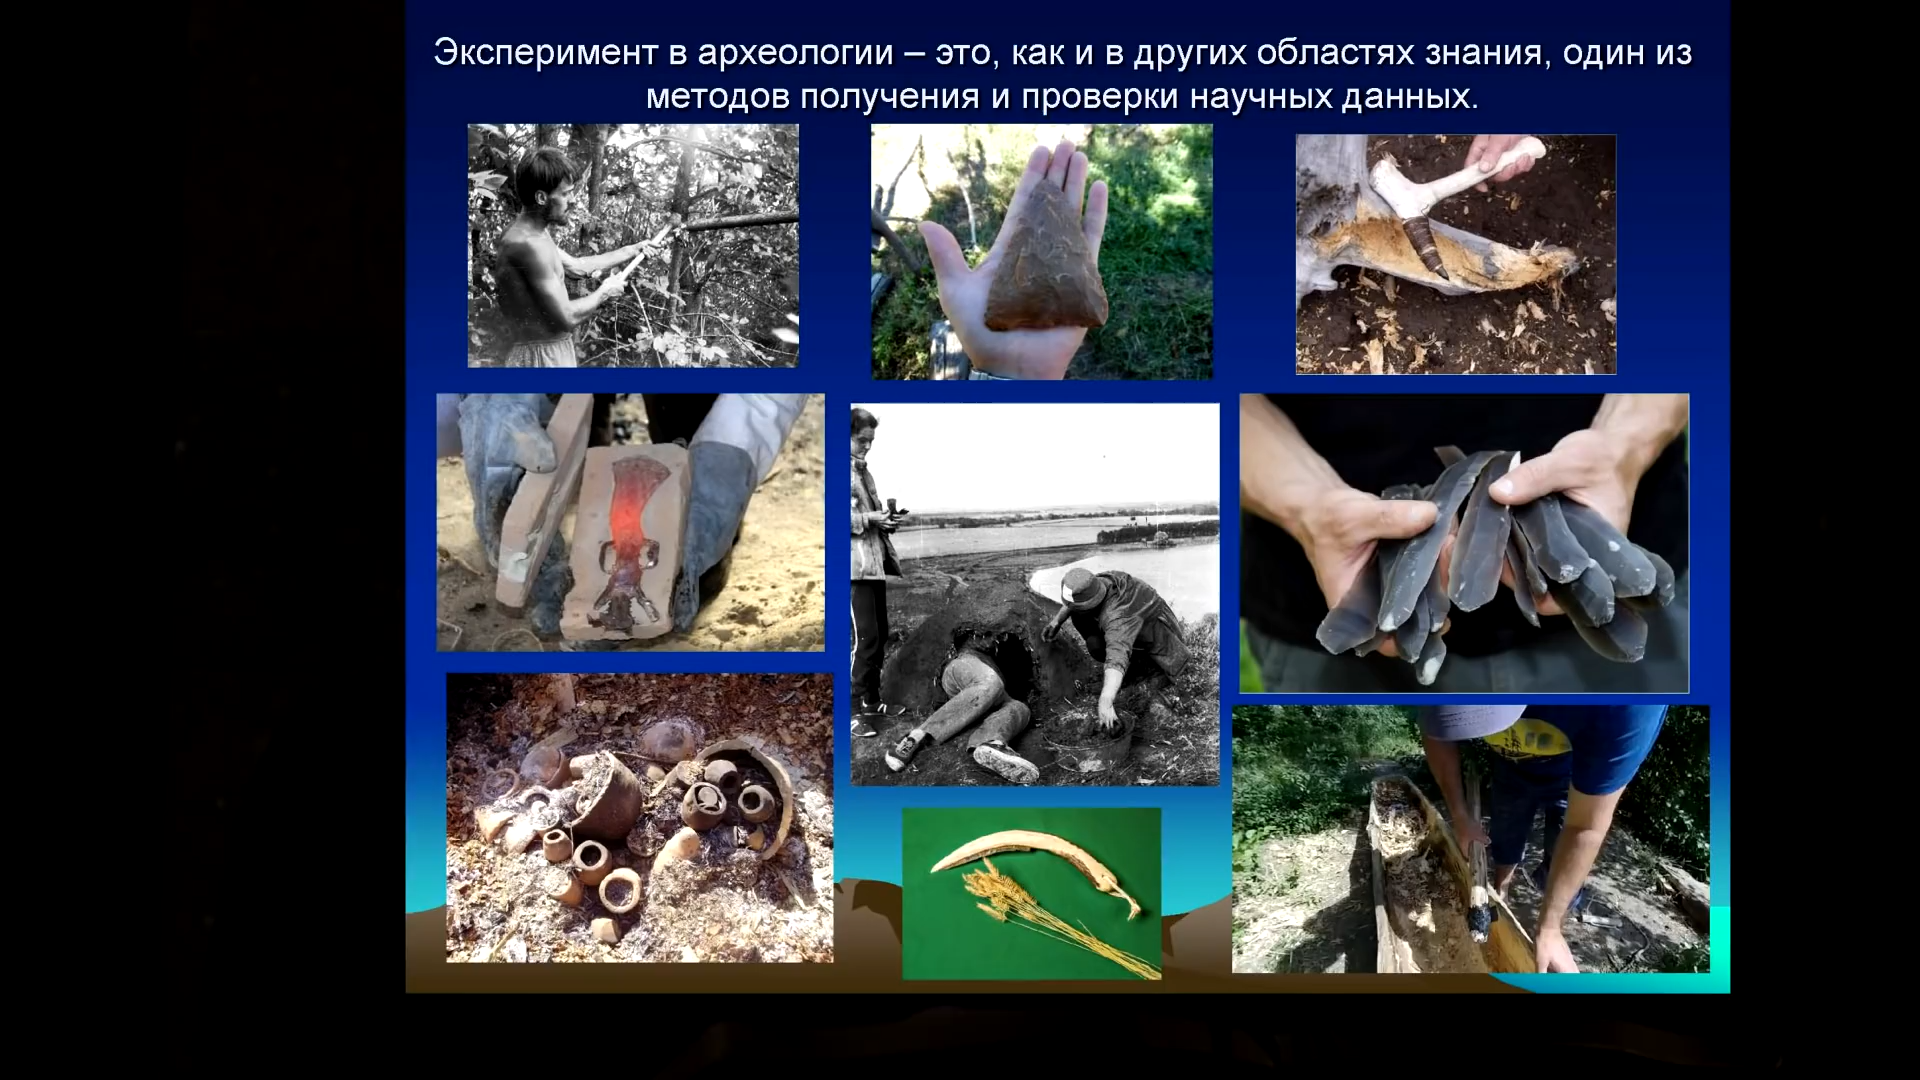 Эксперимент в археологии – это, как и в других областях знания, один из
методов получения и проверки научных данных.